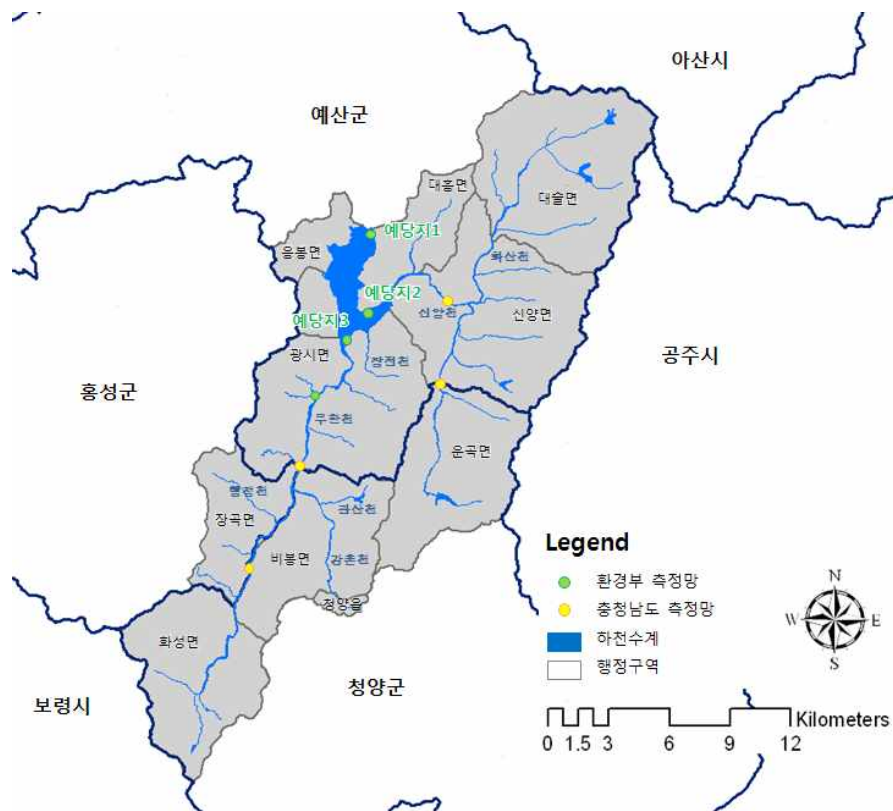 아산시
예산군
대흥면
대술면
예당지1
응봉면
화산천
예당지2
신양천
신양면
예당지3
광시면
장전천
공주시
홍성군
무한천
운곡면
장곡면
비봉면
강촌천
청양읍
화성면
청양군
보령시
Legend
환경부 측정망
충청남도 측정망
하천수계
행정구역
N
W E
S
Kilometers
0 1.5 3 6 9 12